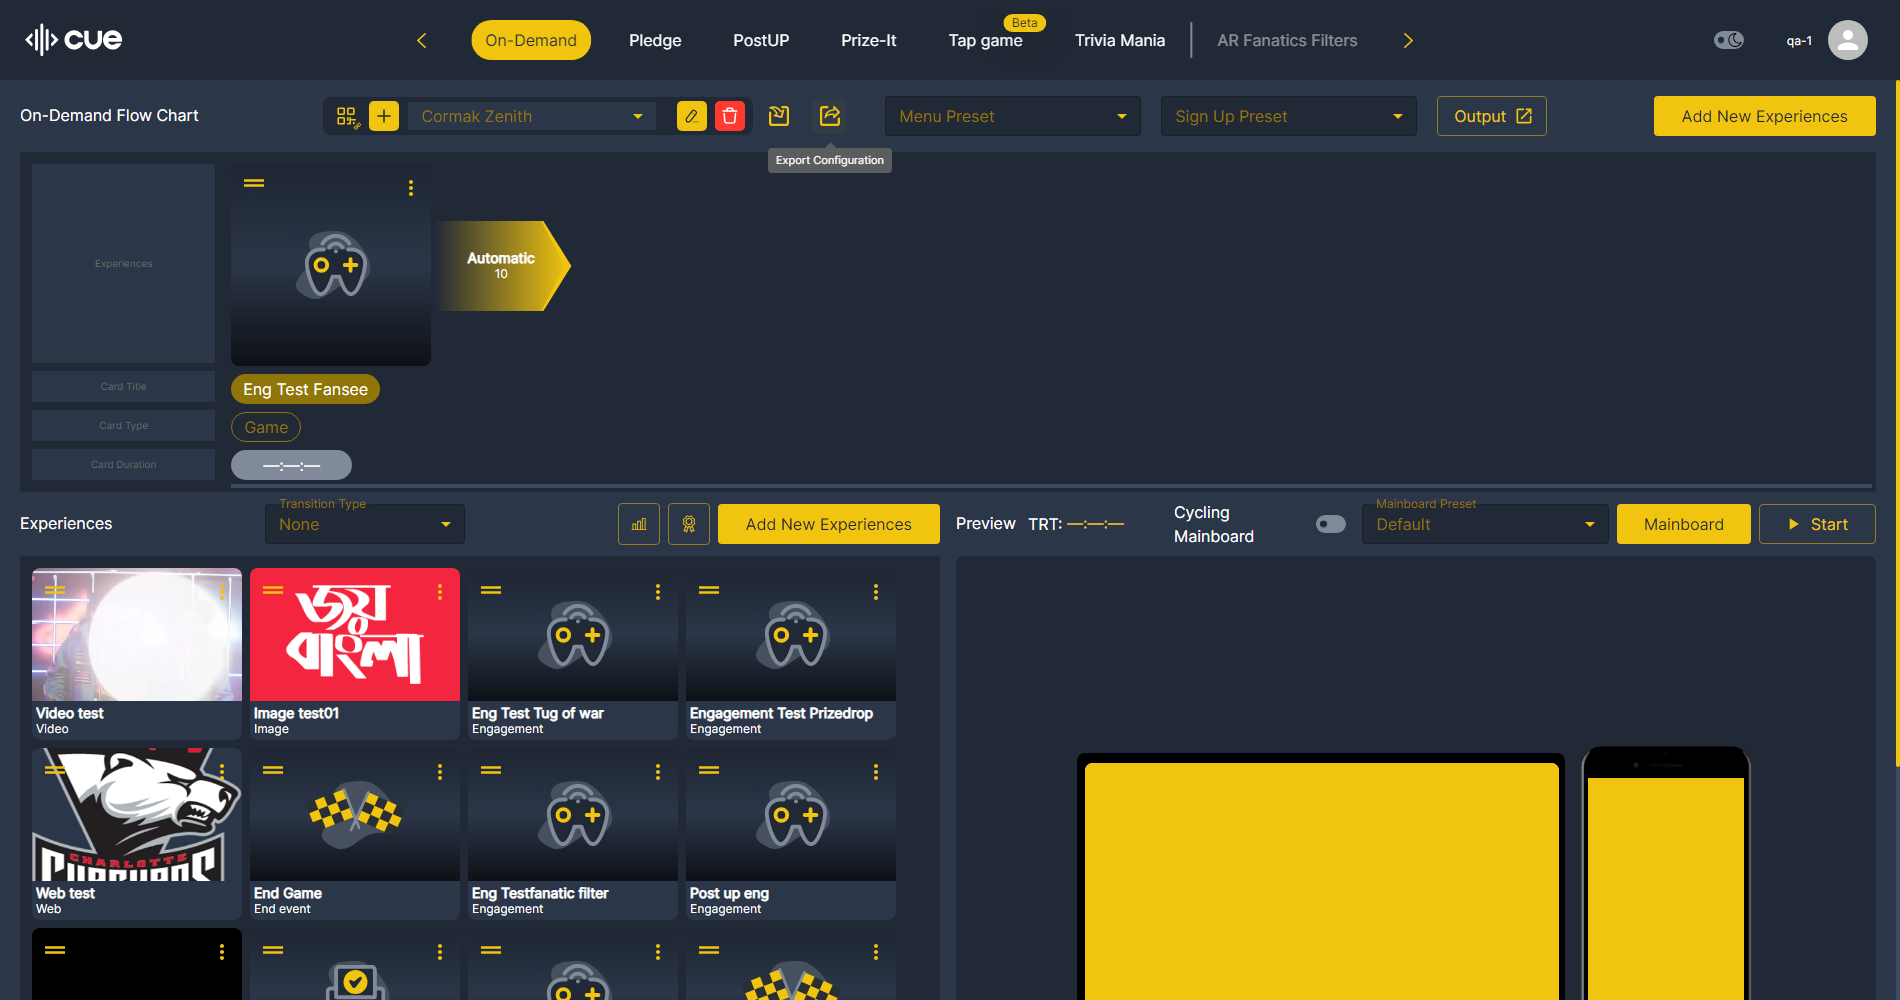 cue
On-Demand
Pledge
PostUP
Prize-It
Beta
Tap game
Trivia Mania
AR Fanatics Filters
qa-1
On-Demand Flow Chart
Cormak Zenith
Menu Preset
Sign Up Preset
Output
Add New Experiences
Export Configuration
Experiences
Automatic
10
Card Title
Eng Test Fansee
Card Type
Game
Card Duration
—:—:—
Experiences
Transition Type
None
Add New Experiences
Preview
TRT: —:—:—
Cycling
Mainboard
Mainboard Preset
Default
Mainboard
Start
জয়
বাংলা
Video test
Video
Image test01
Image
Eng Test Tug of war
Engagement
Engagement Test Prizedrop
Engagement
CHARLOTTE
Web test
Web
End Game
End event
Eng Testfanatic filter
Engagement
Post up eng
Engagement